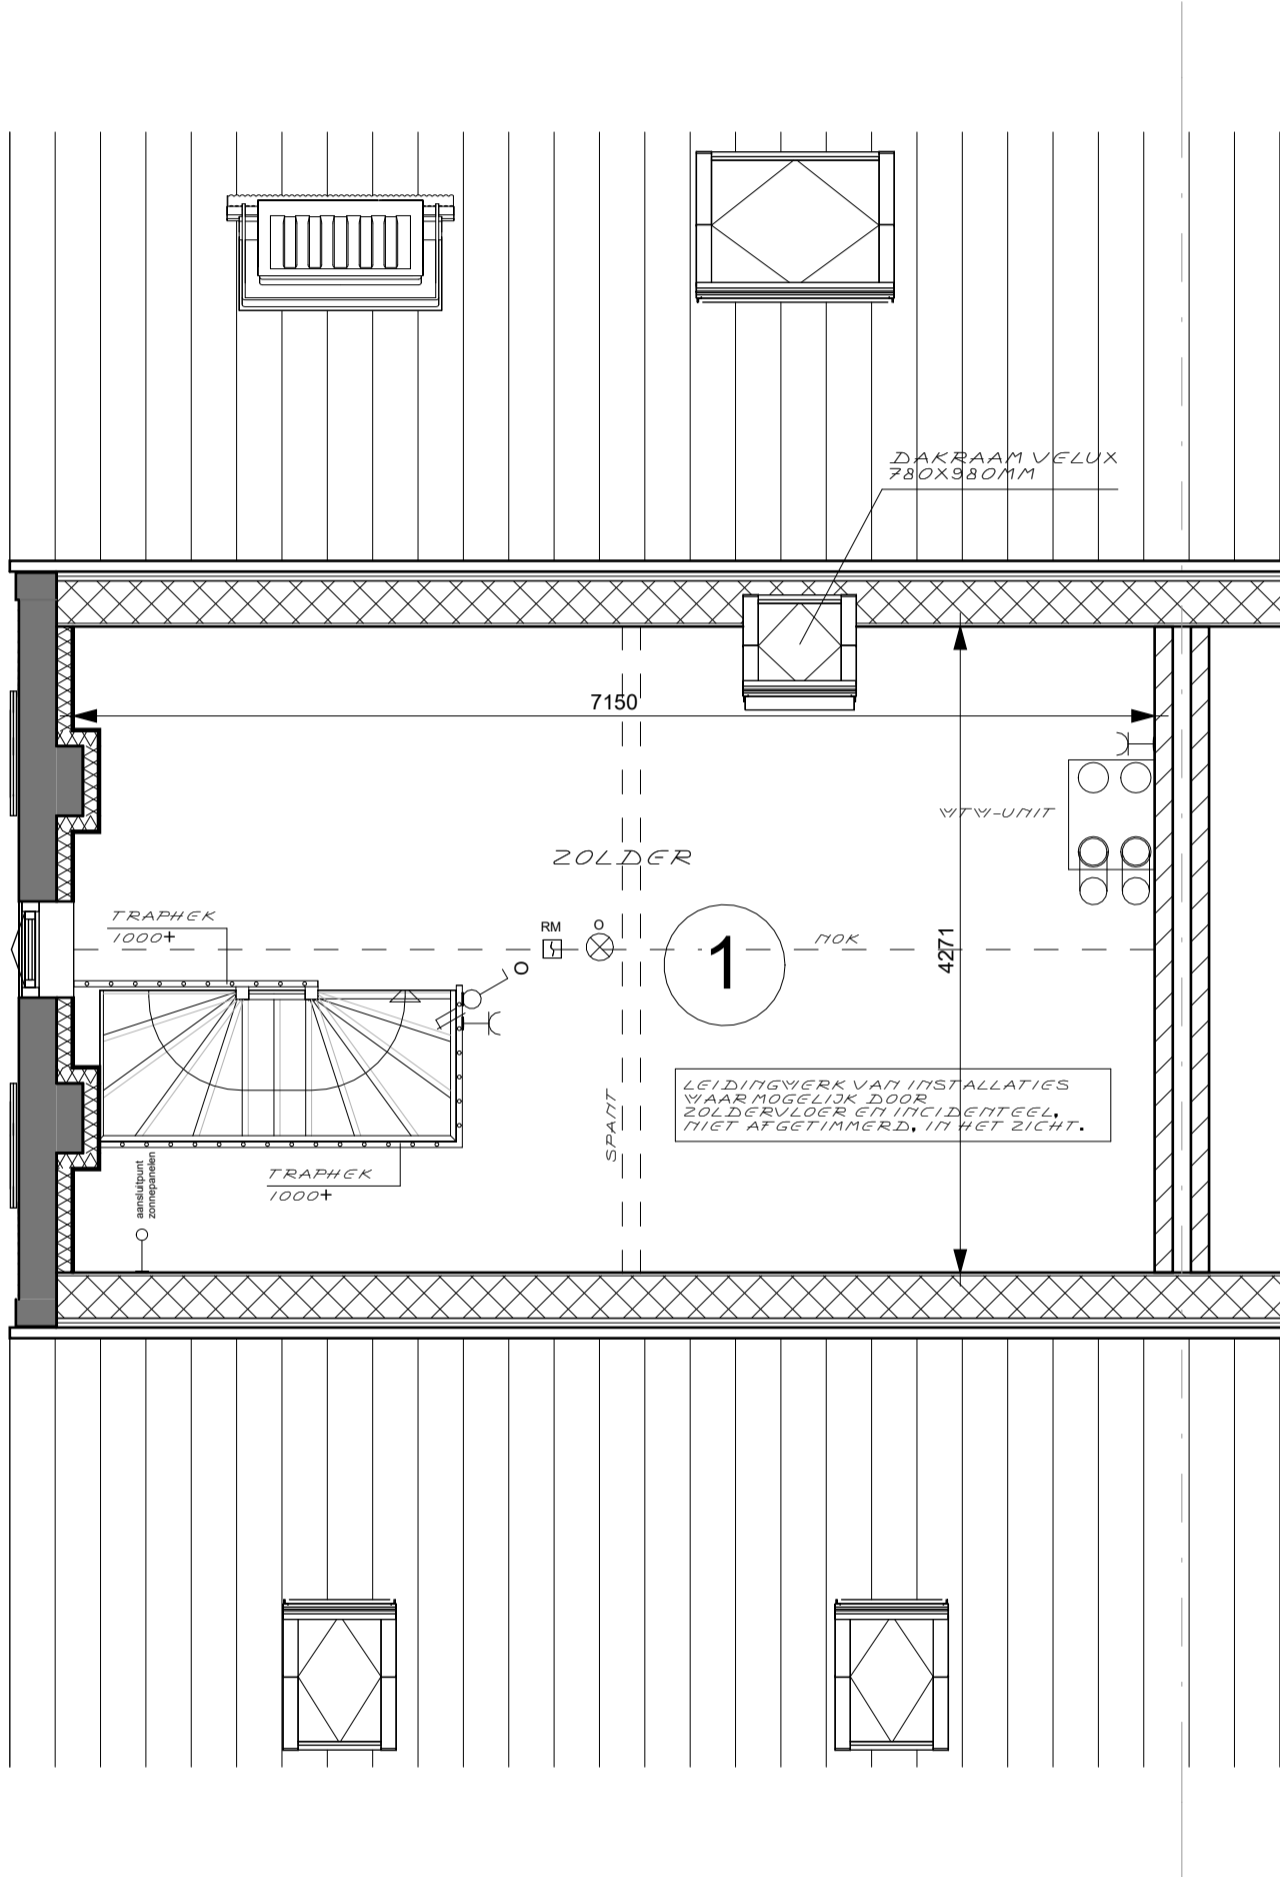 DAKRAAM VELUX
780X980MM
7150
WTW-UNIT
ZOLDER
TRAPHEK
1000+
RM
O
O
1
NOK
4271
LEIDINGWERK VAN INSTALLATIES
WAAR MOGELIJK DOOR
ZOLDERVLOER EN INCIDENTEEL,
NIET AFGETIMMERD, IN HET ZICHT.
SPANT
aansluitpunt
zonnepanelen
TRAPHEK
1000+